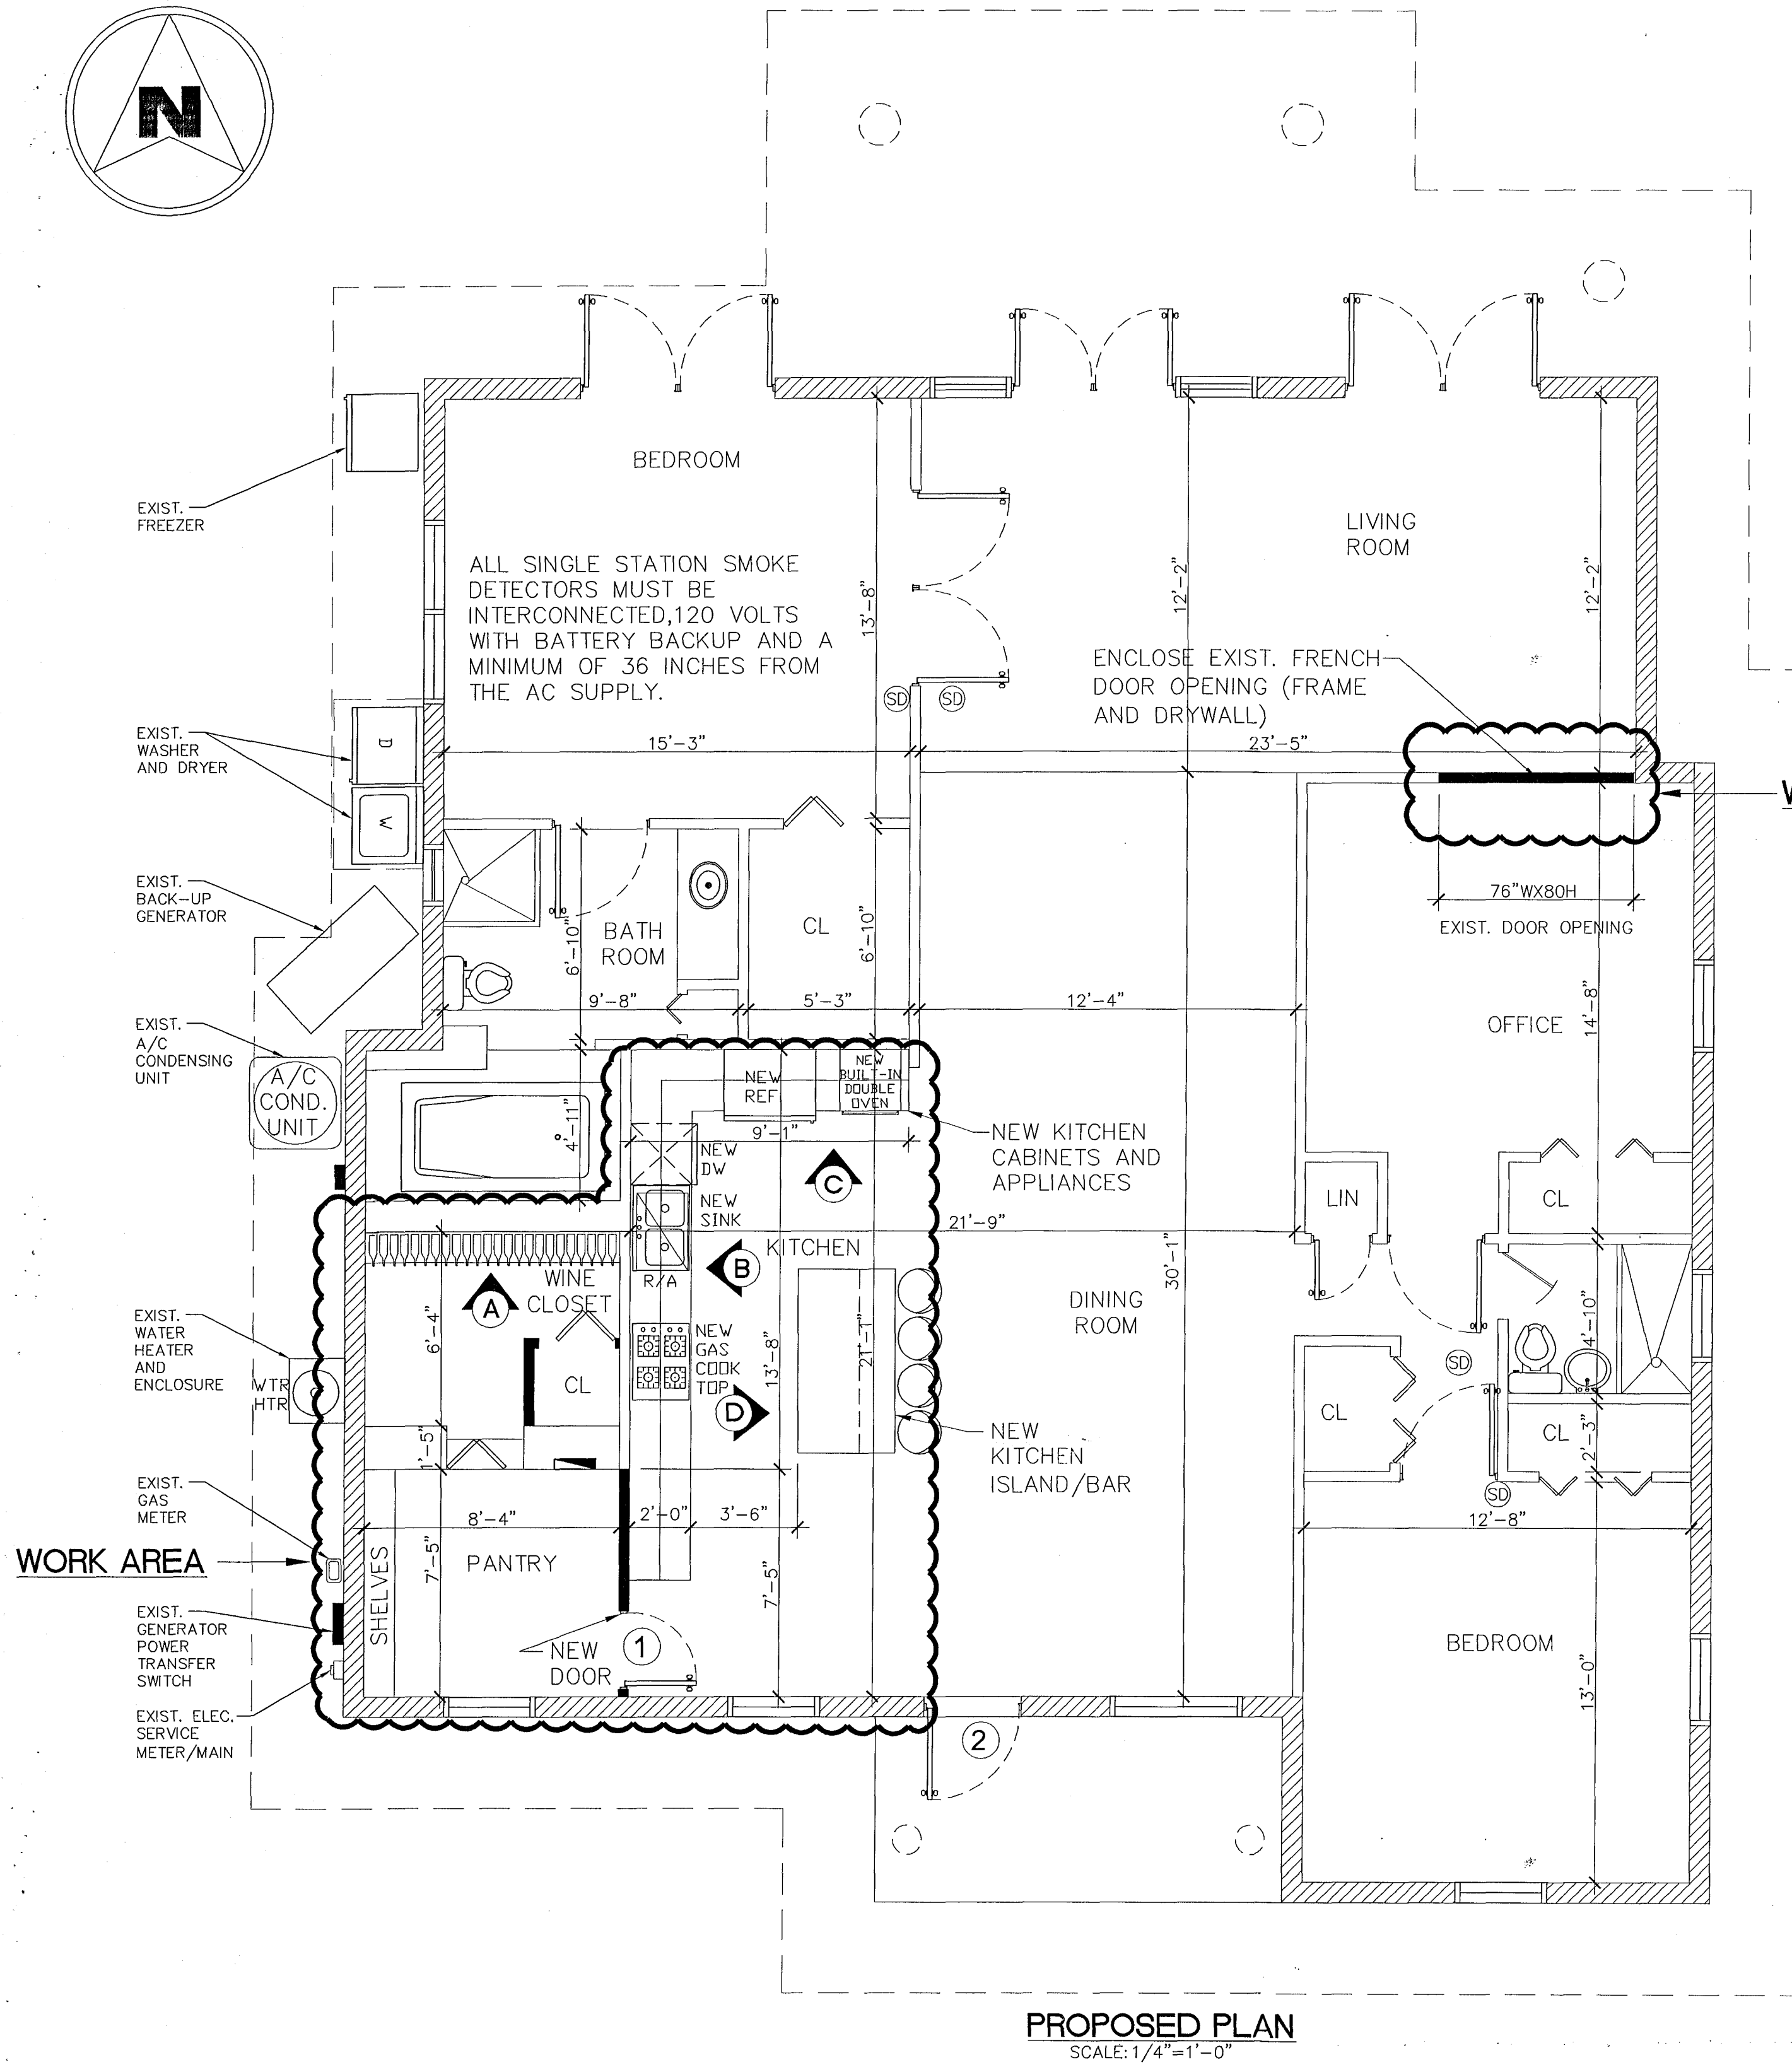 N
BEDROOM
EXIST.
FREEZER
LIVING
ROOM
ALL SINGLE STATION SMOKE
DETECTORS MUST BE
INTERCONNECTED,120 VOLTS
WITH BATTERY BACKUP AND A
MINIMUM OF 36 INCHES FROM
THE AC SUPPLY.
13'-8"
12'-2"
12'-2"
ENCLOSE EXIST. FRENCH
DOOR OPENING (FRAME
AND DRYWALL)
SD
SD
EXIST.
WASHER
AND DRYER
D
W
15'-3"
23'-5"
EXIST.
BACK-UP
GENERATOR
76"WX80H
EXIST. DOOR OPENING
BATH
ROOM
6'-10"
CL
6'-10"
9'-8"
5'-3"
12'-4"
OFFICE
14'-8"
EXIST.
A/C
CONDENSING
UNIT
A/C
COND.
UNIT
NEW
REF.
NEW
BUILT-IN
DOUBLE
OVEN
4'-11"
9'-1"
NEW
DW
NEW KITCHEN
CABINETS AND
APPLIANCES
C
NEW
SINK
LIN
CL
21'-9"
KITCHEN
B
R/A
WINE
CLOSET
A
30'-1"
DINING
ROOM
EXIST.
WATER
HEATER
AND
ENCLOSURE
WTR
HTR
6'-4"
NEW
GAS
COOK
TOP
13'-8"
21'-1"
4'-10"
SD
CL
D
CL
CL
2'-3"
1'-5"
NEW
KITCHEN
ISLAND/BAR
SD
EXIST.
GAS
METER
8'-4"
2'-0"
3'-6"
12'-8"
WORK AREA
PANTRY
SHELVES
7'-5"
7'-5"
EXIST.
GENERATOR
POWER
TRANSFER
SWITCH
NEW
DOOR
1
BEDROOM
13'-0"
EXIST. ELEC.
SERVICE
METER/MAIN
2
PROPOSED PLAN
SCALE:1/4"=1'-0"